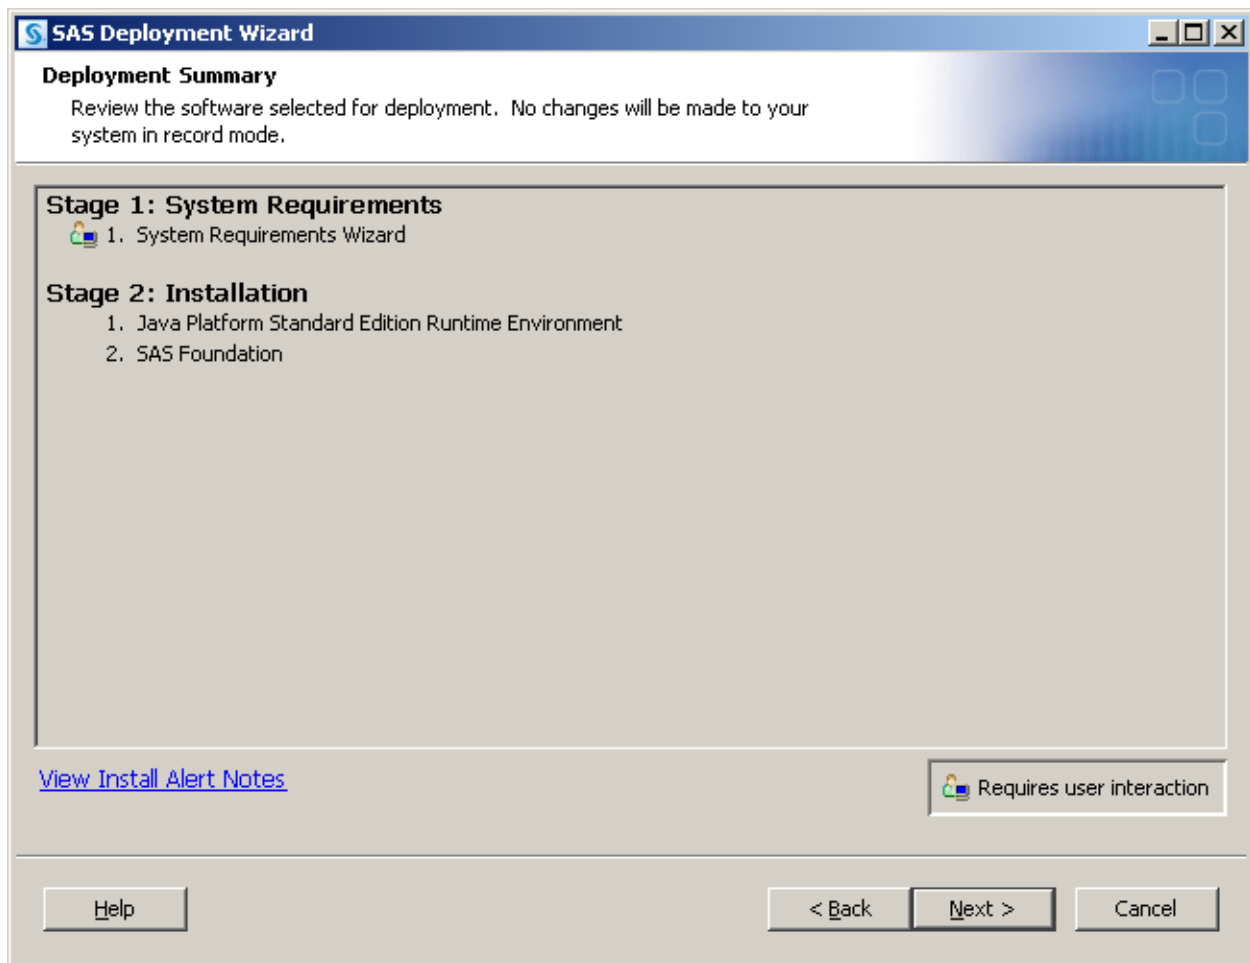 SAS Deployment Wizard
Deployment Summary
Review the software selected for deployment. No changes will be made to your
system in record mode.
Stage 1: System Requirements
1. System Requirements Wizard
Stage 2: Installation
1. Java Platform Standard Edition Runtime Environment
2. SAS Foundation
View Install Alert Notes
Requires user interaction
Help
< Back
Next >
Cancel